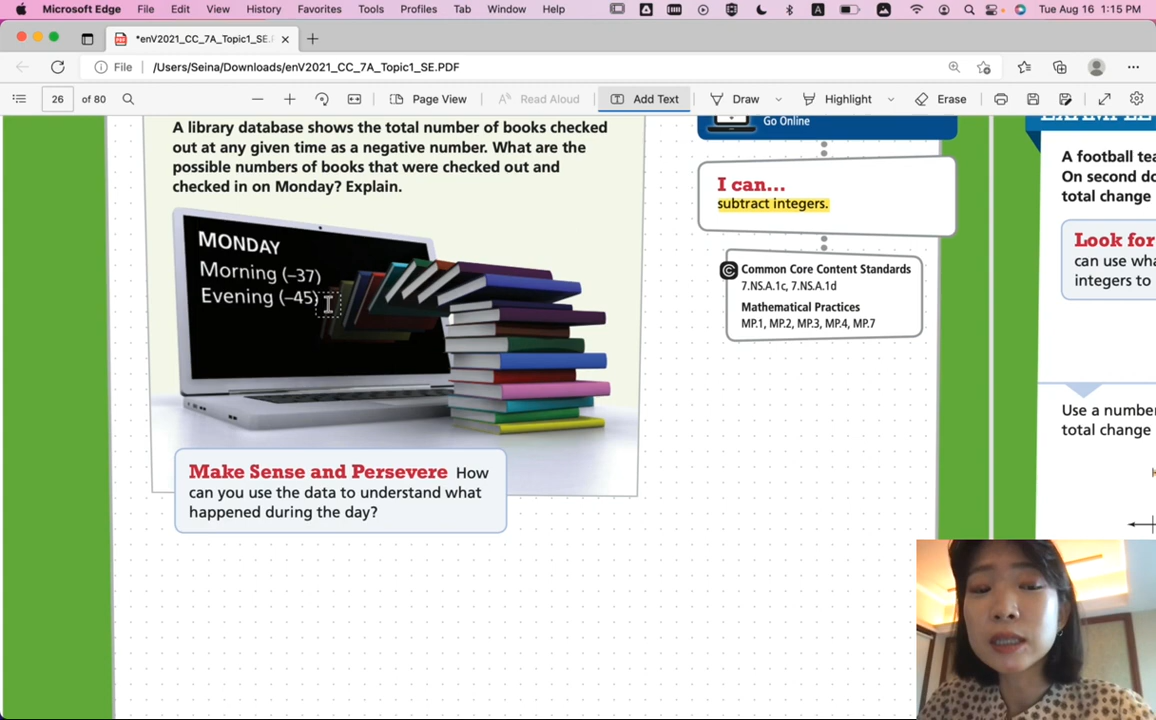 Microsoft Edge File Edit View History Favorites Tools Profiles Tab Window Help A Tue Aug 16 1:15 PM
*enV2021_CC_7A_Topic1_SE.F
File /Users/Seina/Downloads/enV2021_CC_7A_Topic1_SE.PDF
26 of 80 Page View Read Aloud Add Text Draw Highlight Erase
A library database shows the total number of books checked
out at any given time as a negative number. What are the
possible numbers of books that were checked out and
checked in on Monday? Explain.
MONDAY
Morning (–37)
Evening (–45)
Make Sense and Persevere How
can you use the data to understand what
happened during the day?
Go Online
I can...
subtract integers.
Common Core Content Standards
7.NS.A.1c, 7.NS.A.1d
Mathematical Practices
MP.1, MP.2, MP.3, MP.4, MP.7
A football tea
On second do
total change
Look for
can use wha
integers to
Use a number
total change